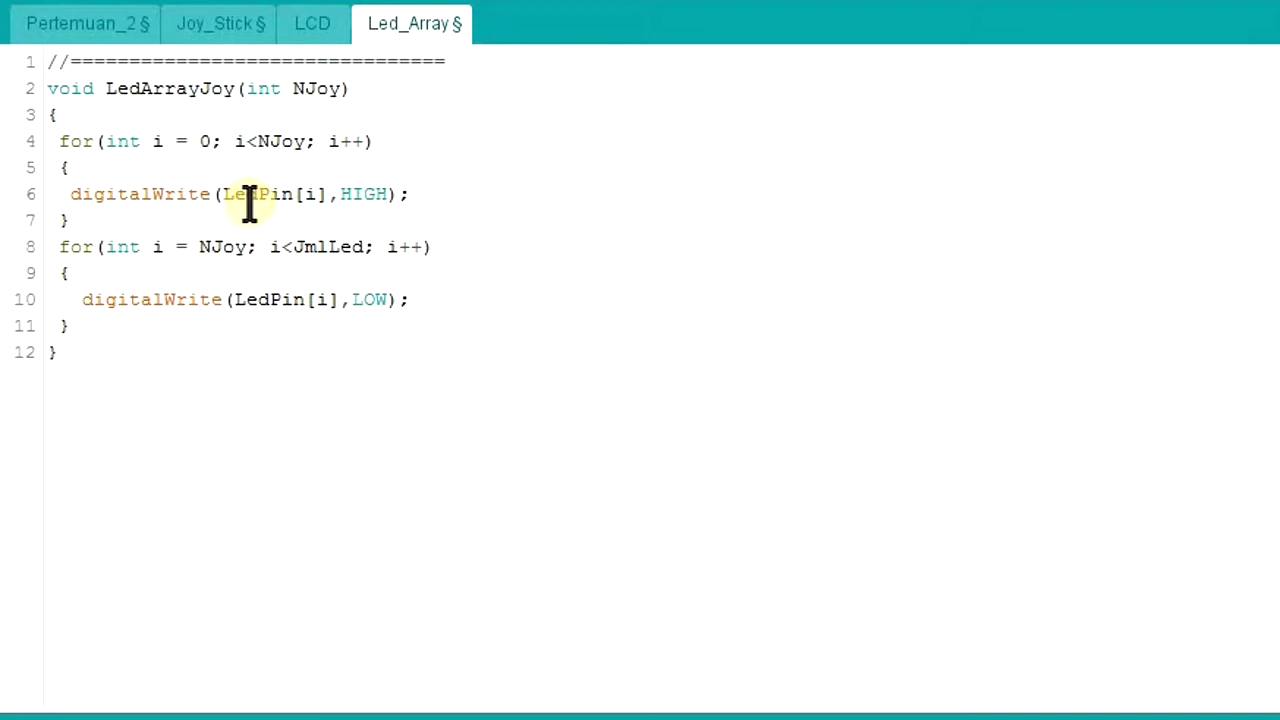 Pertemuan_2 § Joy_Stick § LCD Led_Array §
1 //================================
2 void LedArrayJoy(int NJoy)
3 {
4 for(int i = 0; i<NJoy; i++)
5 {
6 digitalWrite(LedPin[i],HIGH);
7 }
8 for(int i = NJoy; i<JmlLed; i++)
9 {
10 digitalWrite(LedPin[i],LOW);
11 }
12 }